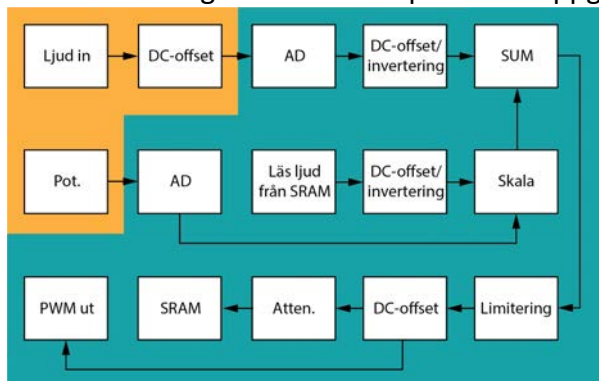 Ljud in
DC-offset
AD
DC-offset/
invertering
SUM
Pot.
AD
Läs ljud
från SRAM
DC-offset/
invertering
Skala
PWM ut
SRAM
Atten.
DC-offset
Limitering